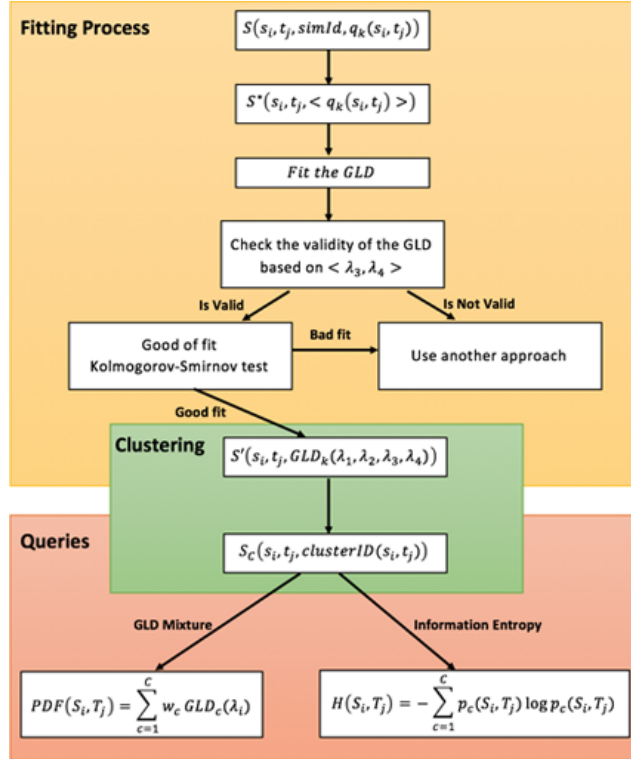 Fitting Process
S(s_i, t_j, simId, q_k(s_i, t_j))
S*(s_i, t_j, < q_k(s_i, t_j) >)
Fit the GLD
Check the validity of the GLD
based on < λ_3, λ_4 >
Is Valid
Is Not Valid
Good of fit
Kolmogorov-Smirnov test
Bad fit
Use another approach
Good fit
Clustering
S'(s_i, t_j, GLD_k(λ_1, λ_2, λ_3, λ_4))
Queries
S_C(s_i, t_j, clusterID(s_i, t_j))
GLD Mixture
Information Entropy
PDF(S_i, T_j) = ∑_{c=1}^{C} w_c GLD_c(λ_i)
H(S_i, T_j) = − ∑_{c=1}^{C} p_c(S_i, T_j) log p_c(S_i, T_j)